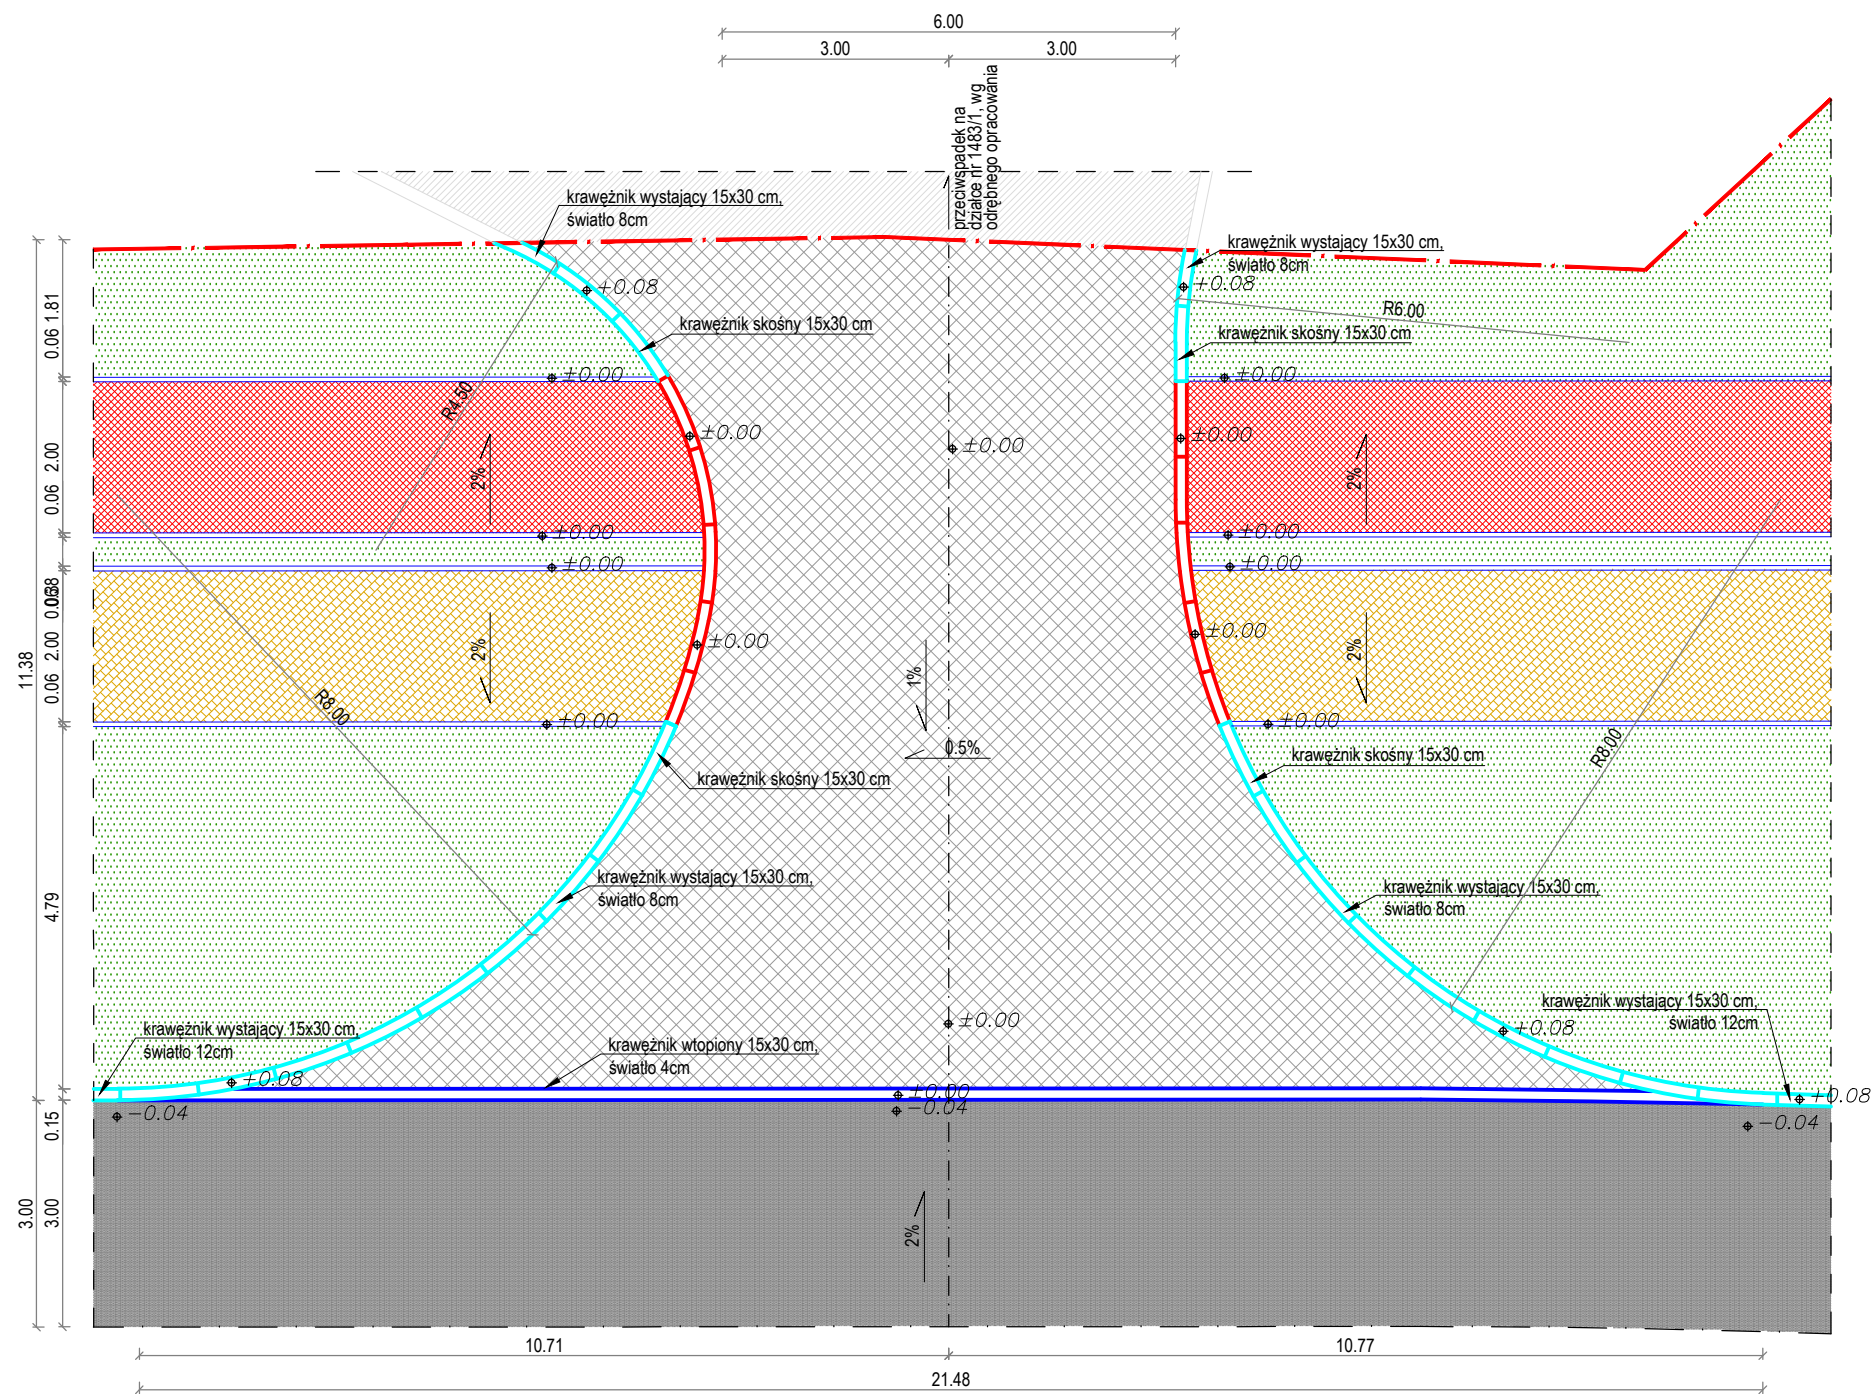 6.00
3.00
3.00
przeciwspadek na
działce nr 1483/1, wg
odrębnego opracowania
krawężnik wystający 15x30 cm,
światło 8cm
krawężnik wystający 15x30 cm,
światło 8cm
+0.08
+0.08
R6.00
krawężnik skośny 15x30 cm
krawężnik skośny 15x30 cm
1.81
0.06
±0.00
±0.00
R4.50
±0.00
±0.00
±0.00
2.00
2%
2%
0.06
±0.00
±0.00
±0.00
±0.00
0.06
2.00
±0.00
±0.00
2%
2%
11.38
1%
0.06
R8.00
±0.00
±0.00
0.5%
R8.00
krawężnik skośny 15x30 cm
krawężnik skośny 15x30 cm
4.79
krawężnik wystający 15x30 cm,
światło 8cm
krawężnik wystający 15x30 cm,
światło 8cm
krawężnik wystający 15x30 cm,
światło 12cm
krawężnik wystający 15x30 cm,
światło 12cm
±0.00
+0.08
krawężnik wtopiony 15x30 cm,
światło 4cm
+0.08
±0.00
-0.04
+0.08
-0.04
-0.04
0.15
3.00
3.00
2%
10.71
10.77
21.48